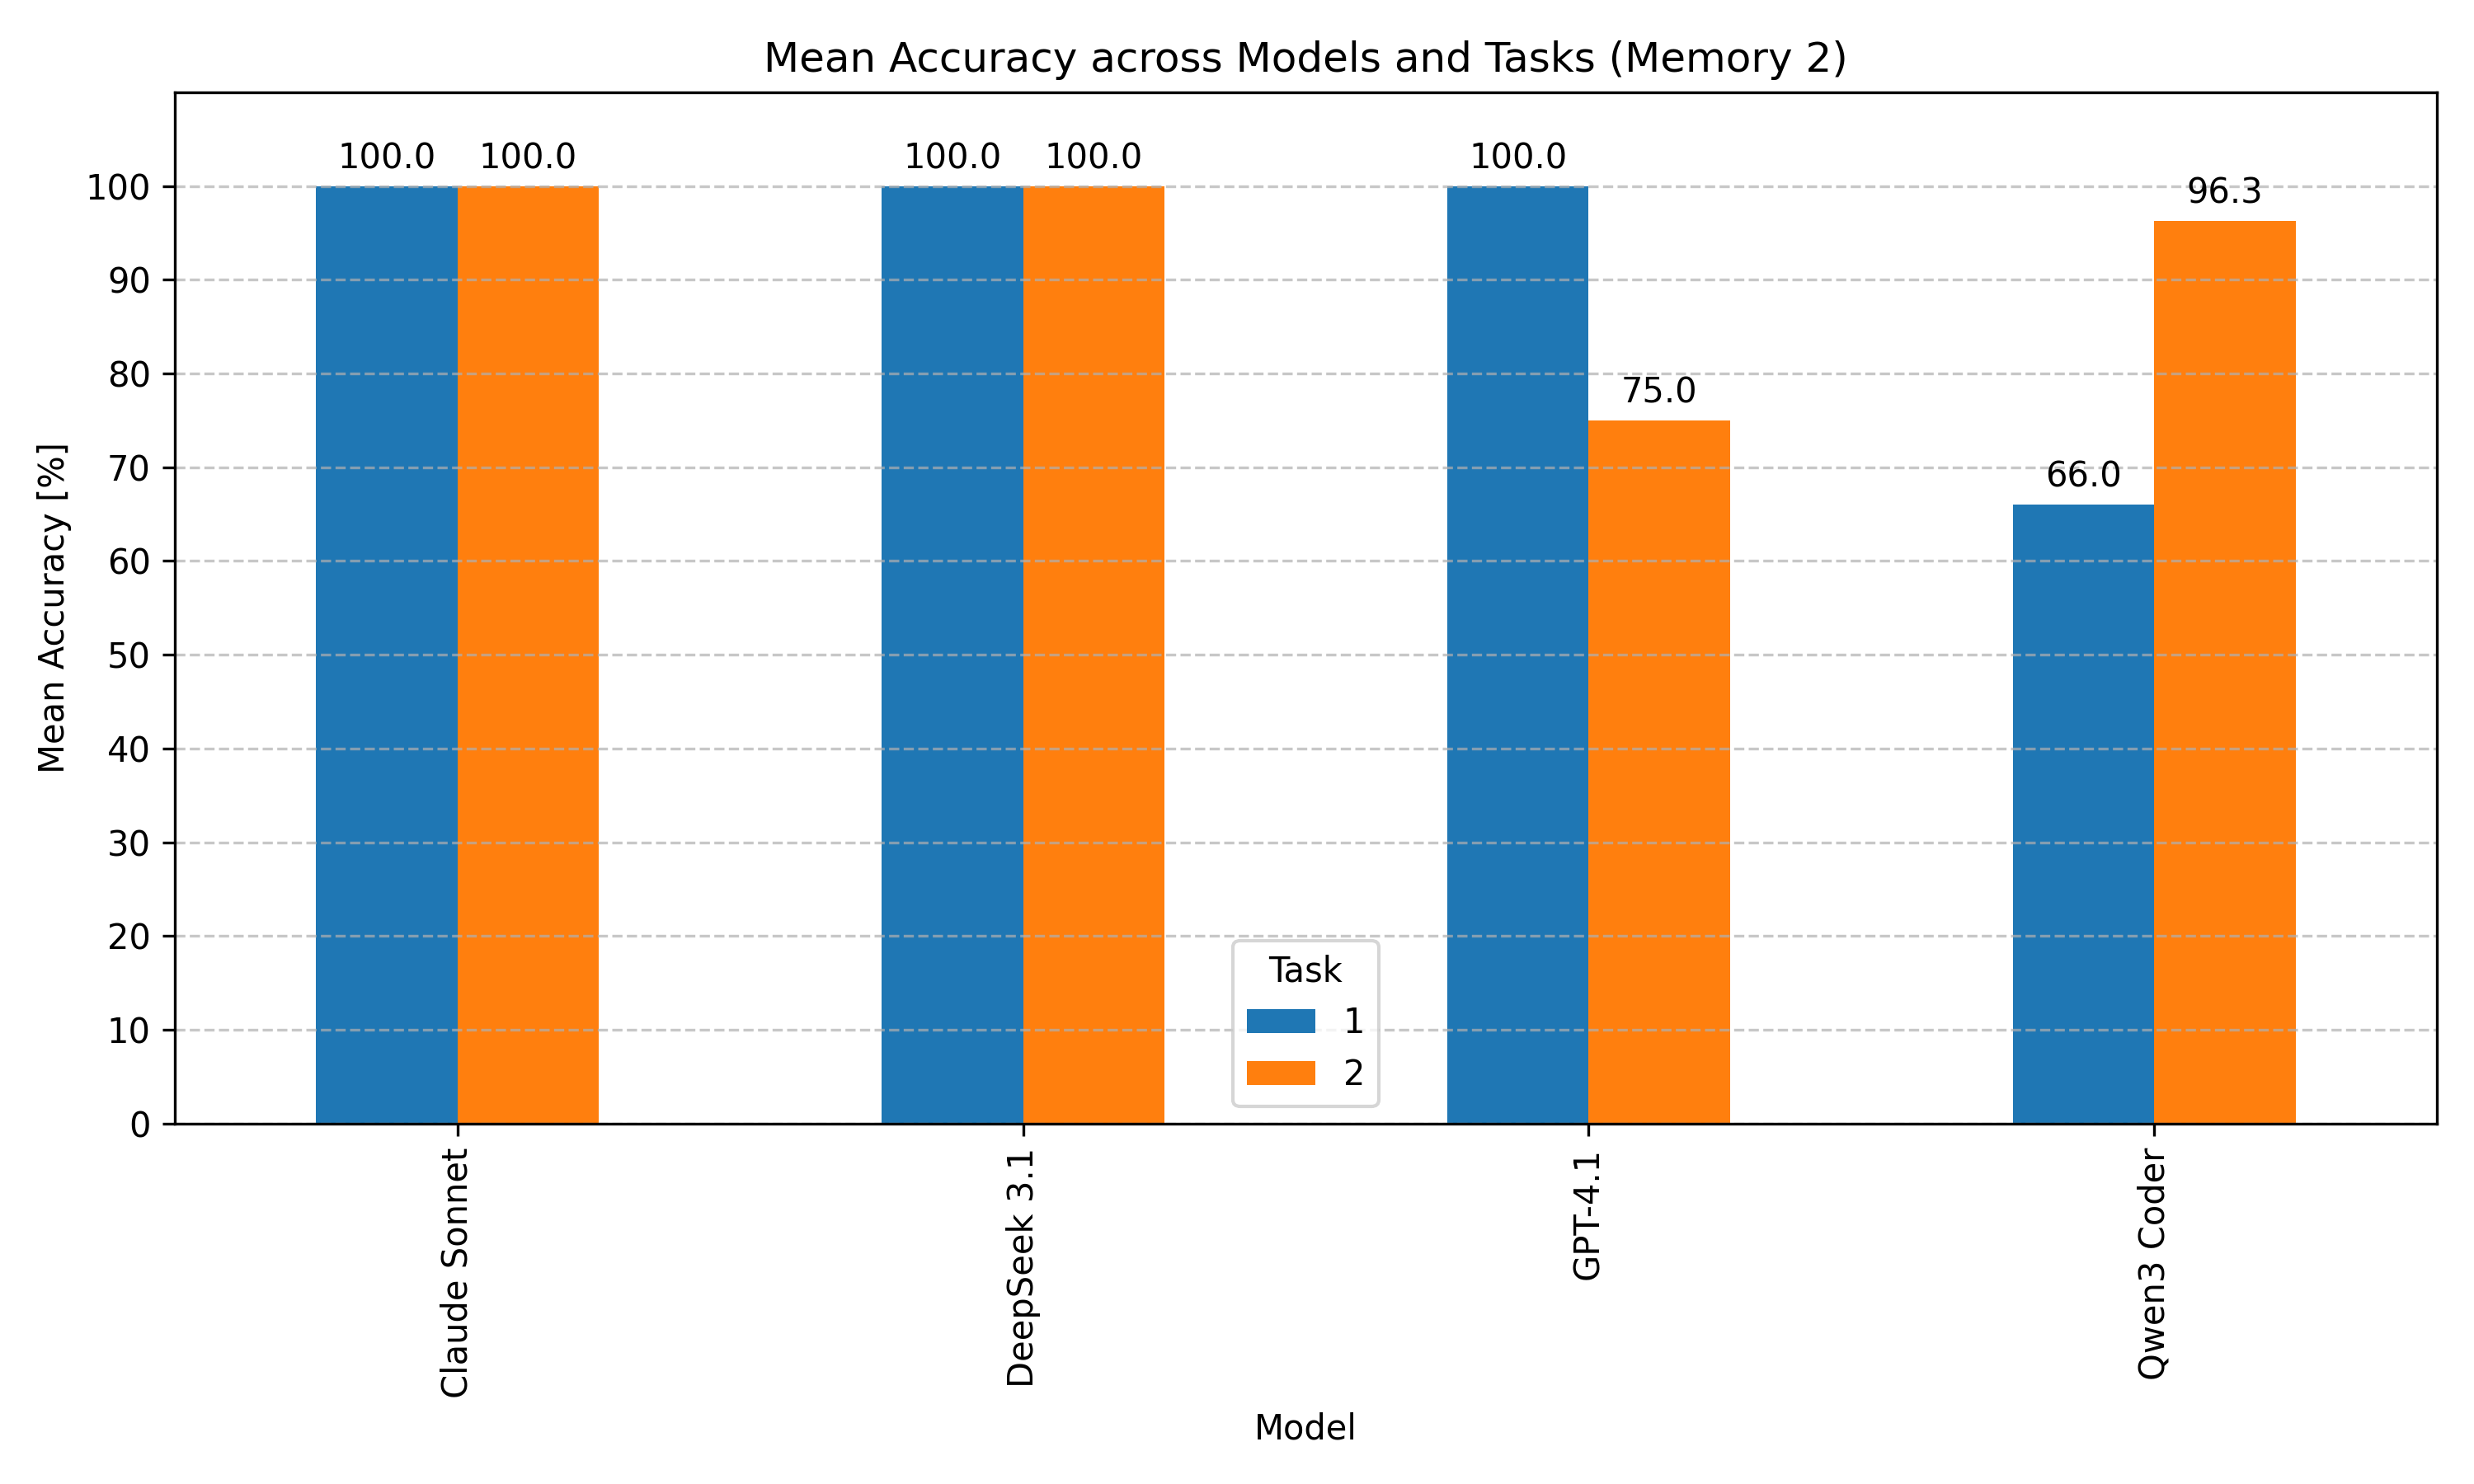 Mean Accuracy across Models and Tasks (Memory 2)
Mean Accuracy [%]
100
90
80
70
60
50
40
30
20
10
0
100.0
100.0
100.0
100.0
100.0
75.0
66.0
96.3
Task
1
2
Claude Sonnet
DeepSeek 3.1
GPT-4.1
Qwen3 Coder
Model